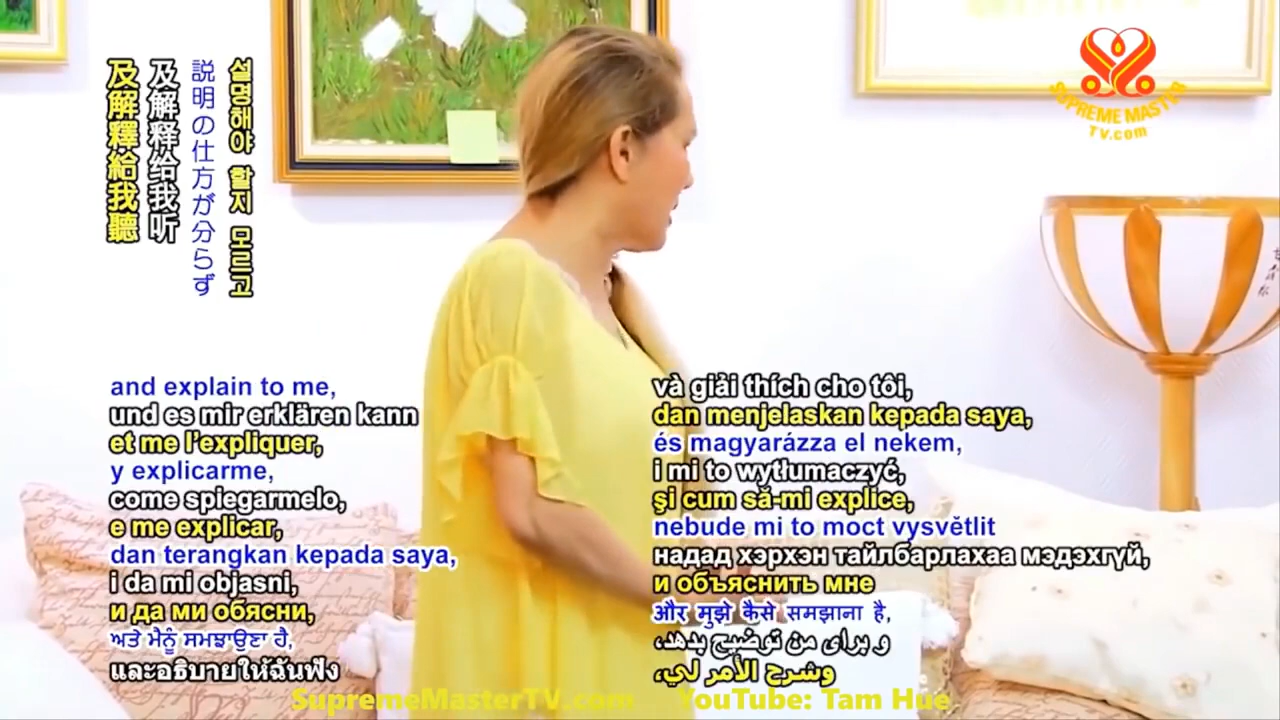 설명해야 할지 모르고
説明の仕方が分らず
及解释给我听
及解釋給我聽
SUPREME MASTER
TV.com
and explain to me,
und es mir erklären kann
et me l'expliquer,
y explicarme,
come spiegarmelo,
e me explicar,
dan terangkan kepada saya,
i da mi objasni,
и да ми обясни,
ਅਤੇ ਮੈਨੂੰ ਸਮਝਾਉਣਾ ਹੈ,
และอธิบายให้ฉันฟัง
và giải thích cho tôi,
dan menjelaskan kepada saya,
és magyarázza el nekem,
i mi to wytłumaczyć,
şi cum să-mi explice,
nebude mi to moct vysvětlit
надад хэрхэн тайлбарлахаа мэдэхгүй,
и объяснить мне
और मुझे कैसे समझाना है,
و برای من توضیح بدهد،
وشرح الأمر لي،
SupremeMasterTV.com YouTube: Tam Hue